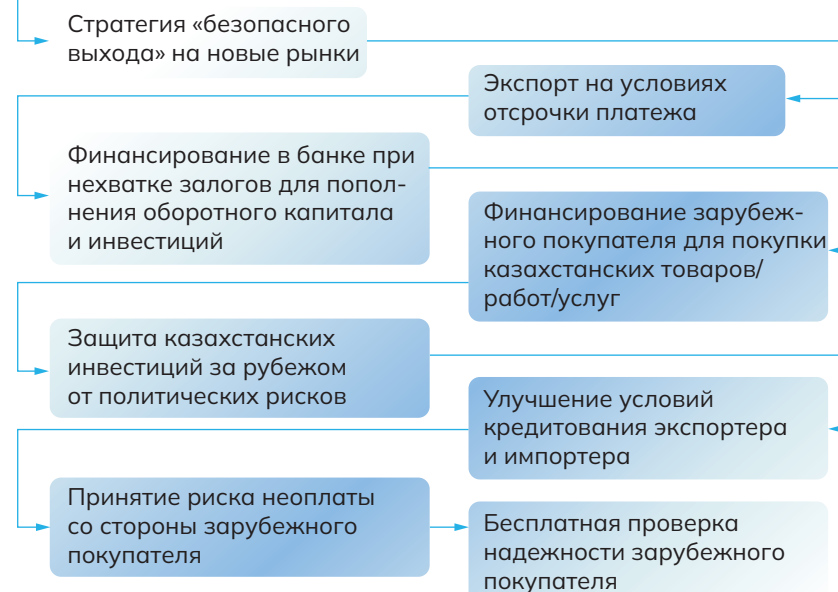 Стратегия «безопасного
выхода» на новые рынки
Экспорт на условиях
отсрочки платежа
Финансирование в банке при
нехватке залогов для попол-
нения оборотного капитала
и инвестиций
Финансирование зарубеж-
ного покупателя для покупки
казахстанских товаров/
работ/услуг
Защита казахстанских
инвестиций за рубежом
от политических рисков
Улучшение условий
кредитования экспортера
и импортера
Принятие риска неоплаты
со стороны зарубежного
покупателя
Бесплатная проверка
надежности зарубежного
покупателя